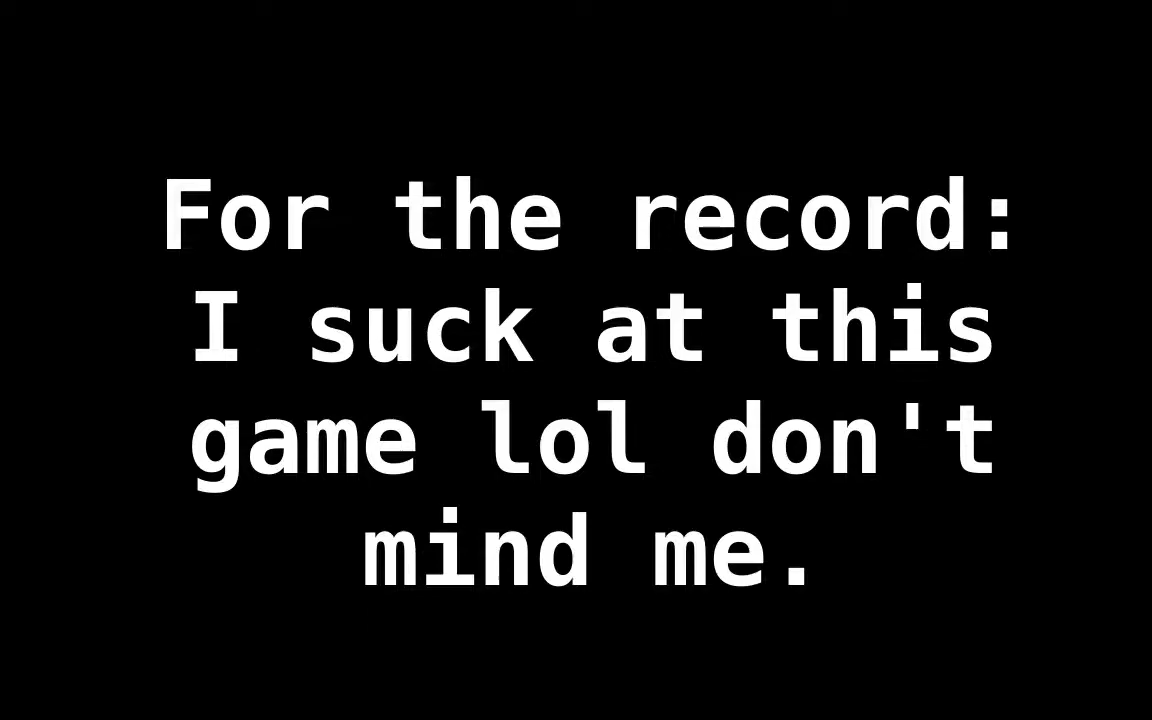 For the record:
I suck at this
game lol don't
mind me.